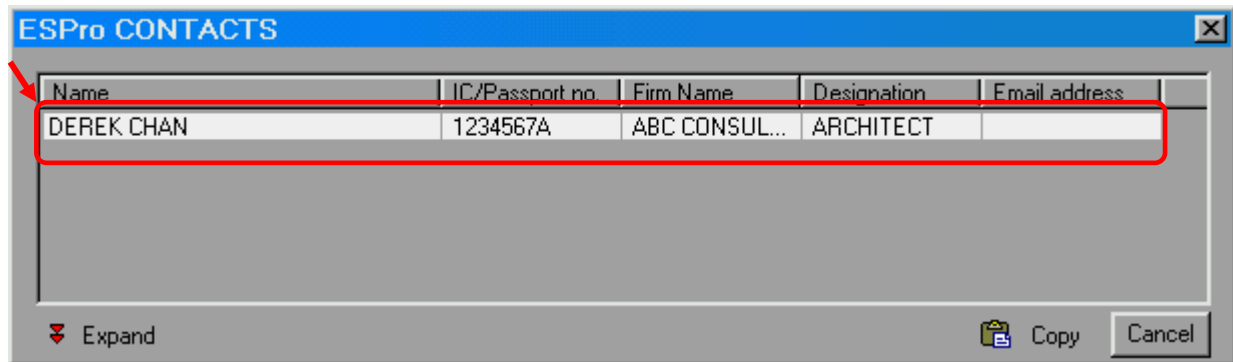 ESPro CONTACTS
Name IC/Passport no. Firm Name Designation Email address
DEREK CHAN 1234567A ABC CONSUL... ARCHITECT
Expand Copy Cancel